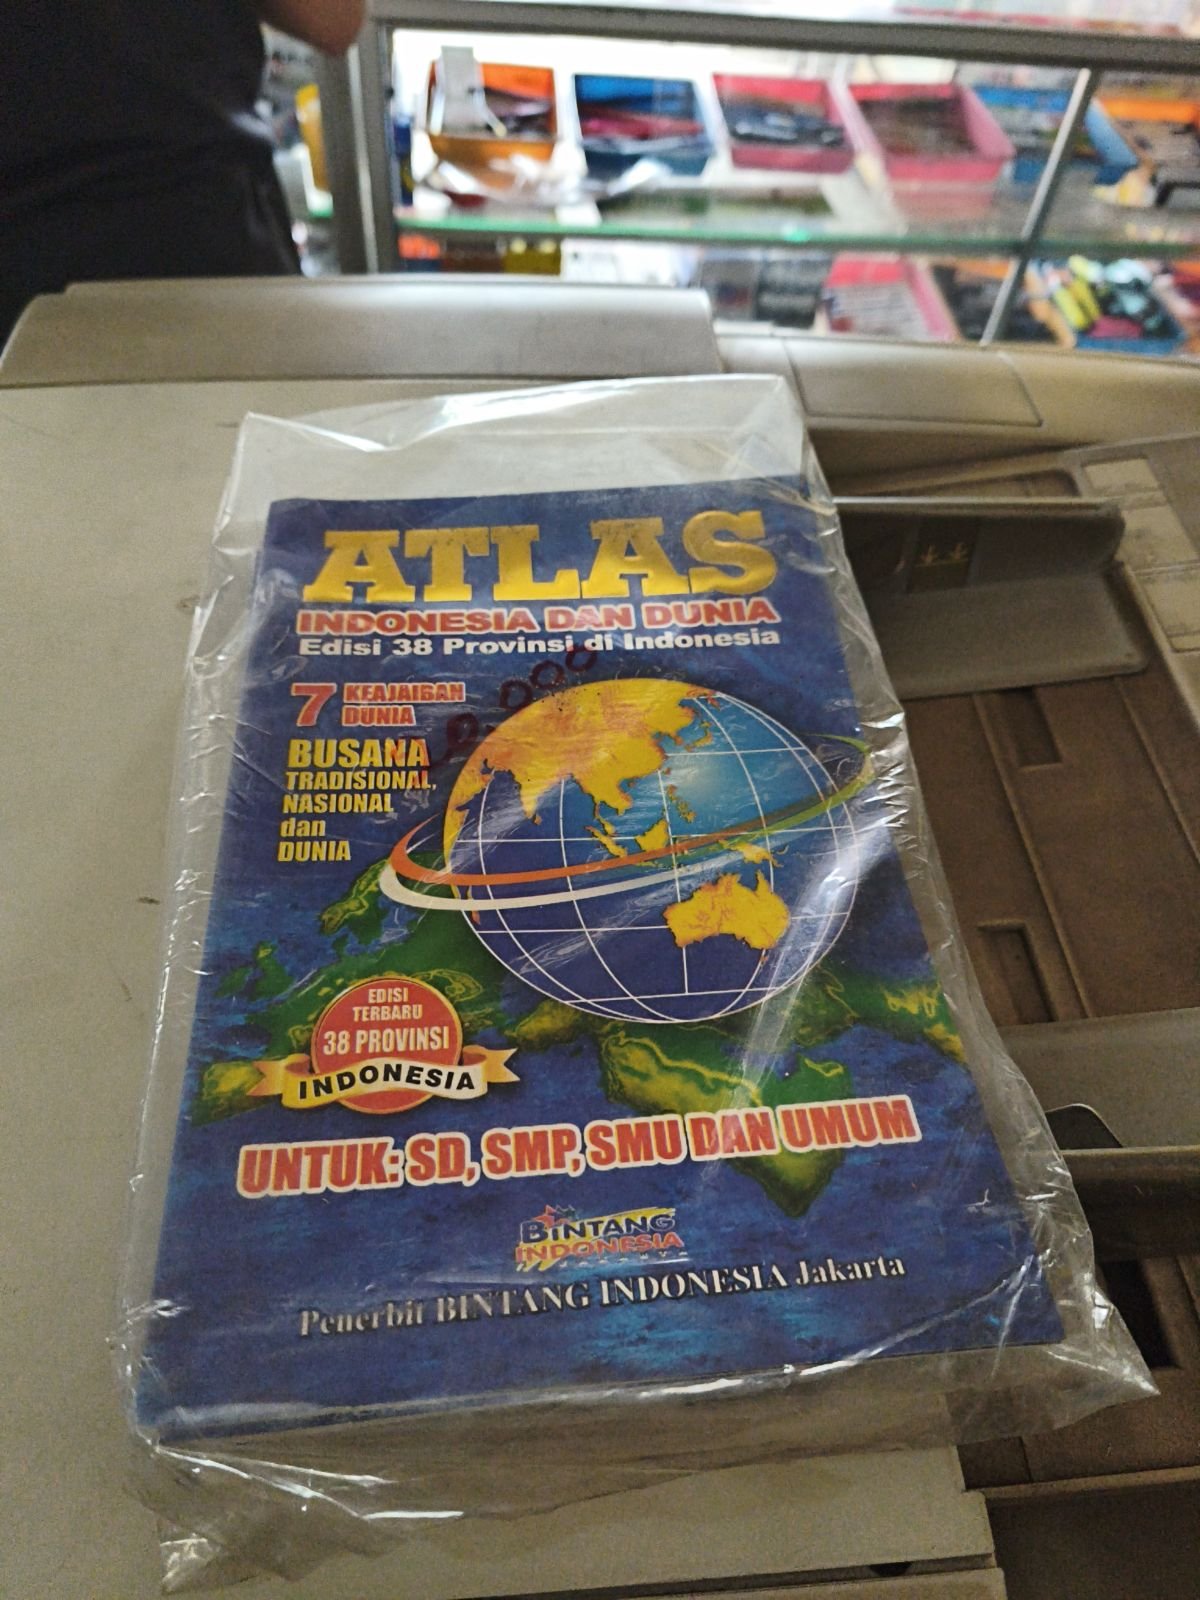 ATLAS
INDONESIA DAN DUNIA
Edisi 38 Provinsi di Indonesia
7 KEAJAIBAN
DUNIA
BUSANA
TRADISIONAL,
NASIONAL
dan
DUNIA
EDISI
TERBARU
38 PROVINSI
INDONESIA
UNTUK: SD, SMP, SMU DAN UMUM
BINTANG
INDONESIA
Penerbit BINTANG INDONESIA Jakarta